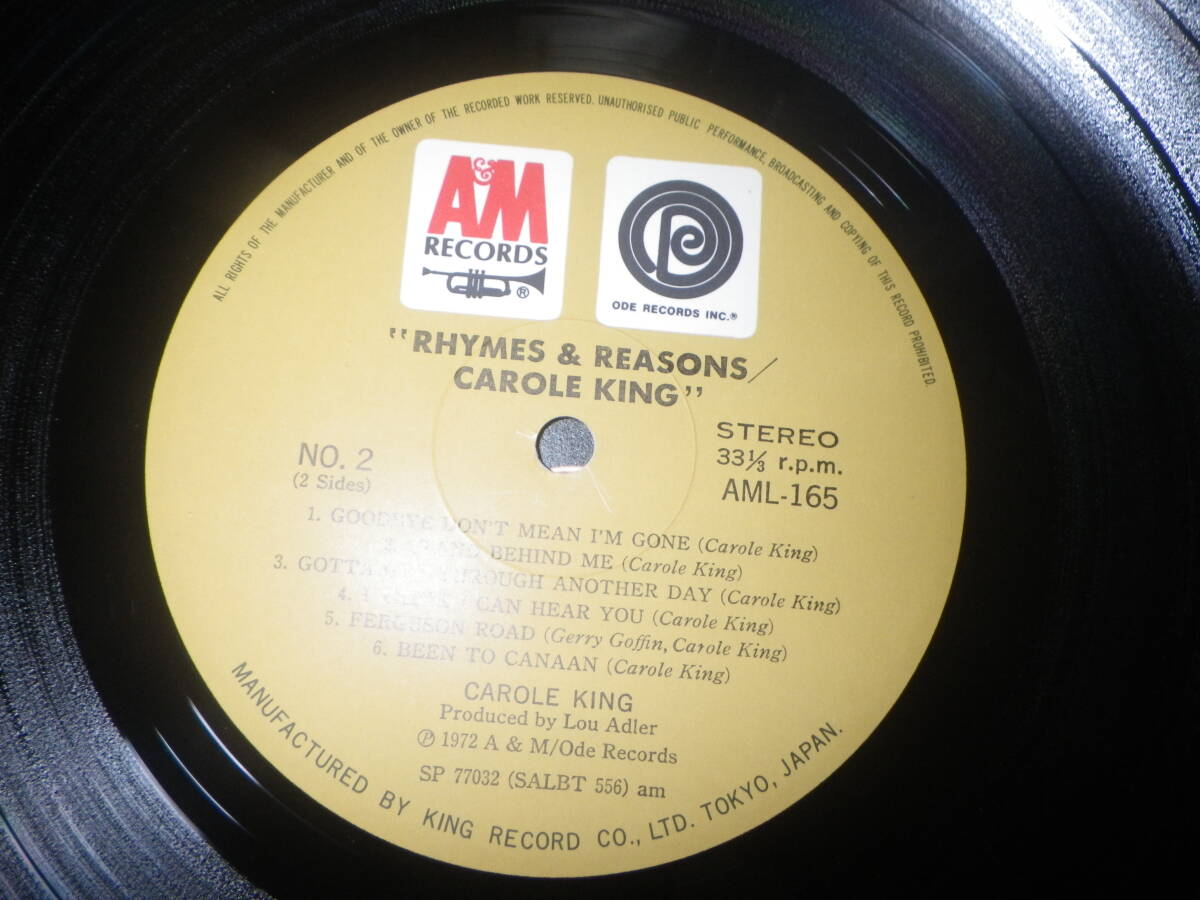 ALL RIGHTS OF THE MANUFACTURER AND OF THE OWNER OF THE RECORDED WORK RESERVED. UNAUTHORISED PUBLIC PERFORMANCE, BROADCASTING AND COPYING OF THIS RECORD PROHIBITED.
A&M
RECORDS
®
ODE RECORDS INC.®
"RHYMES & REASONS/
CAROLE KING"
NO. 2
(2 Sides)
STEREO
33⅓ r.p.m.
AML-165
1. GOODBYE DON'T MEAN I'M GONE (Carole King)
2. STAND BEHIND ME (Carole King)
3. GOTTA THROUGH ANOTHER DAY (Carole King)
4. I CAN HEAR YOU (Carole King)
5. FERGUSON ROAD (Gerry Goffin, Carole King)
6. BEEN TO CANAAN (Carole King)
CAROLE KING
Produced by Lou Adler
℗ 1972 A & M/Ode Records
SP 77032 (SALBT 556) am
MANUFACTURED BY KING RECORD CO., LTD. TOKYO, JAPAN.